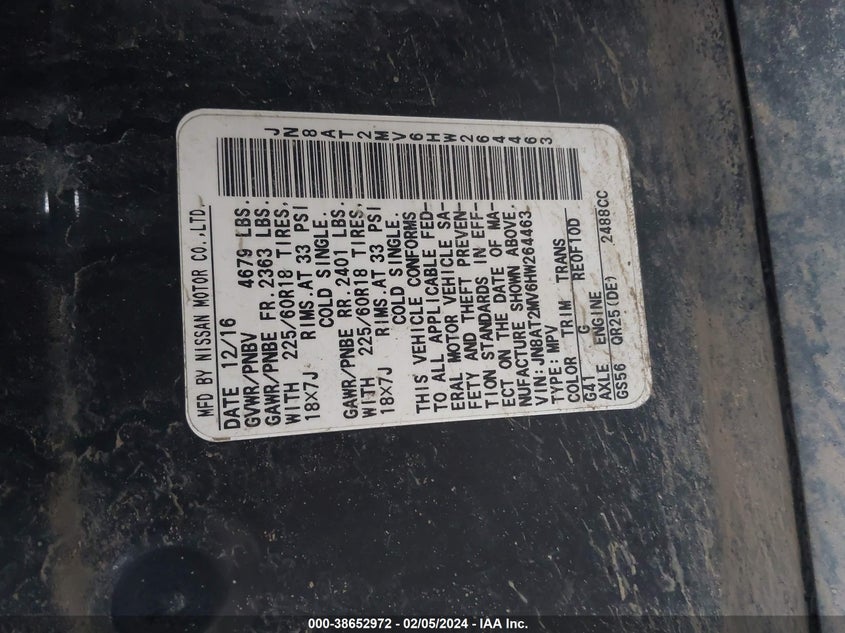 JN8AT2MV6HW264463
MFD BY NISSAN MOTOR CO.,LTD.
DATE 12/16
GVWR/PNBV 4679 LBS.
GAWR/PNBE FR.2363 LBS.
WITH 225/60R18 TIRES,
18X7J RIMS.AT 33 PSI
COLD SINGLE.
GAWR/PNBE RR.2401 LBS.
WITH 225/60R18 TIRES,
18X7J RIMS.AT 33 PSI
COLD SINGLE.
THIS VEHICLE CONFORMS
TO ALL APPLICABLE FED-
ERAL MOTOR VEHICLE SA-
FETY AND THEFT PREVEN-
TION STANDARDS IN EFF-
ECT ON THE DATE OF MA-
NUFACTURE SHOWN ABOVE.
VIN:JN8AT2MV6HW264463
TYPE:MPV
COLOR TRIM TRANS
G41 G RE0F10D
AXLE ENGINE
GS56 QR25(DE) 2488CC
000-38652972 - 02/05/2024 - IAA Inc.